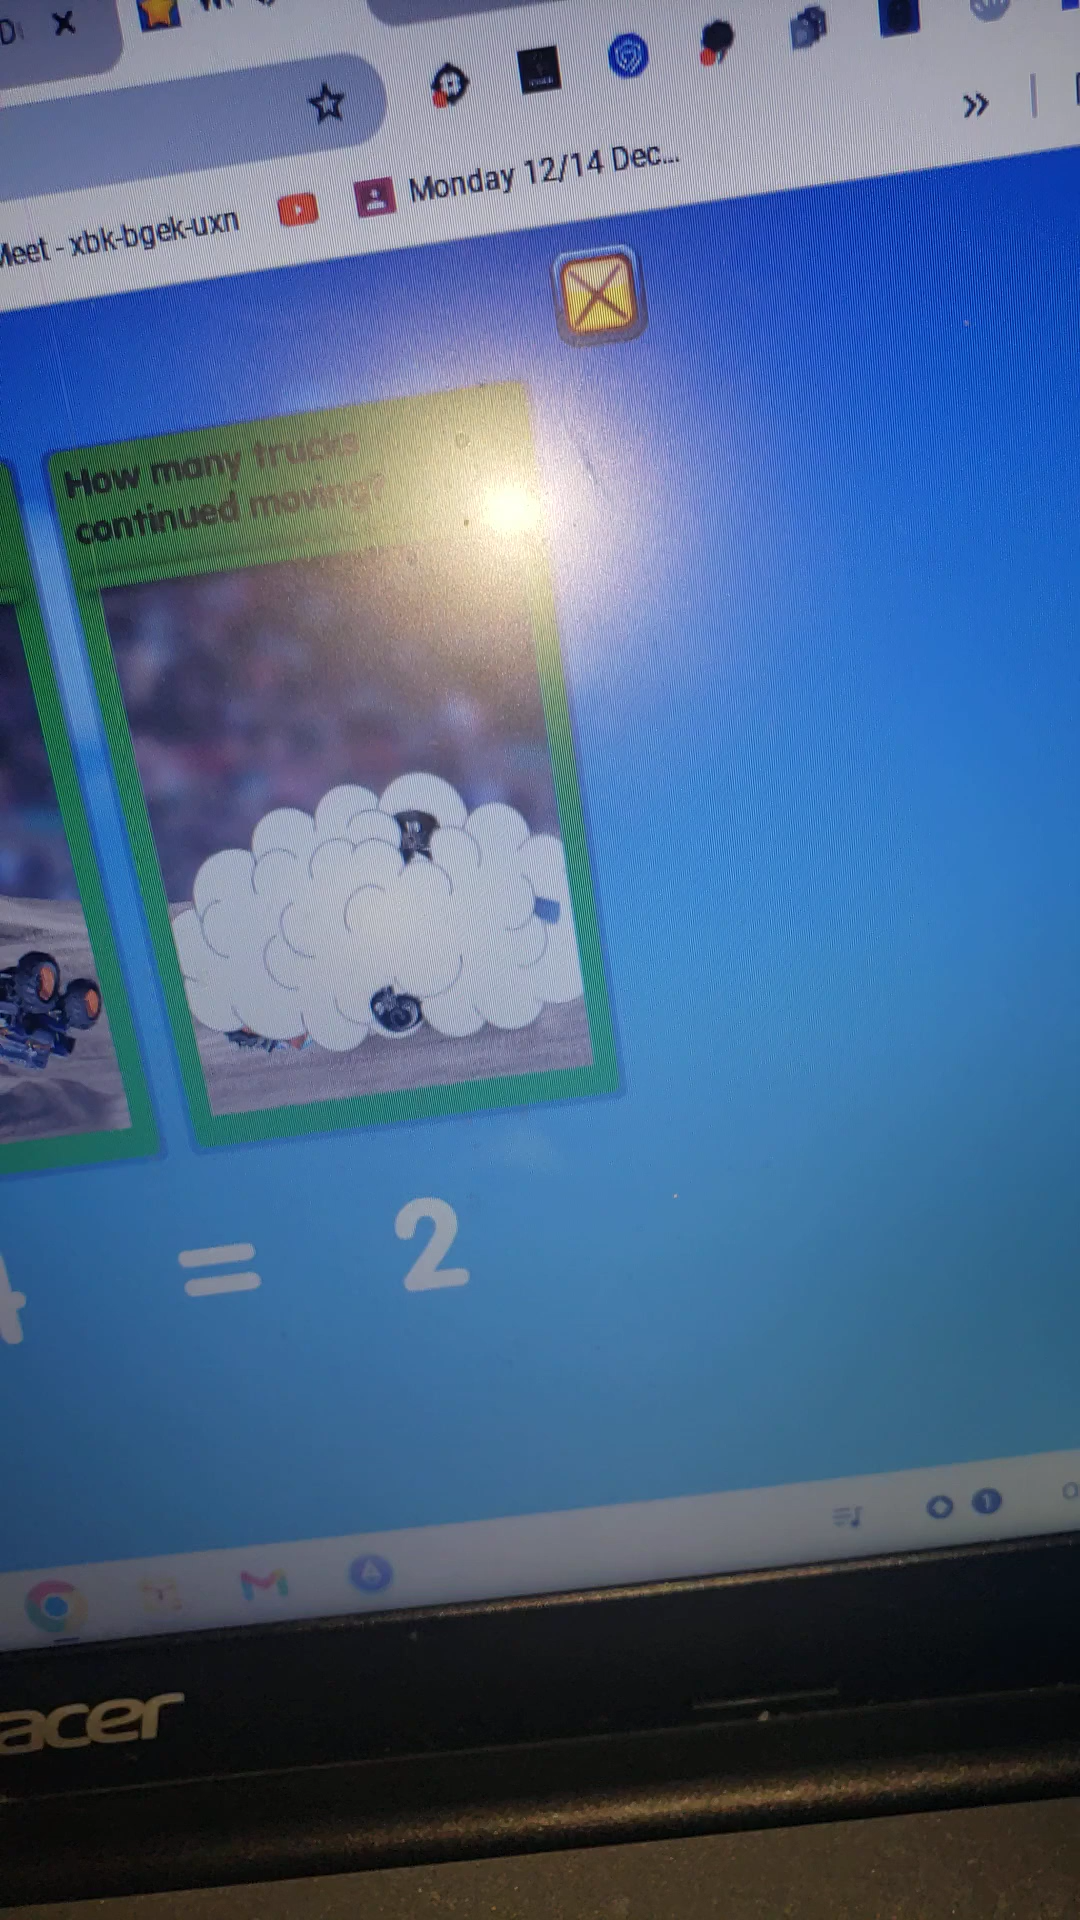 Meet - xbk-bgek-uxn
Monday 12/14 Dec...
How many trucks
continued moving?
= 2
acer